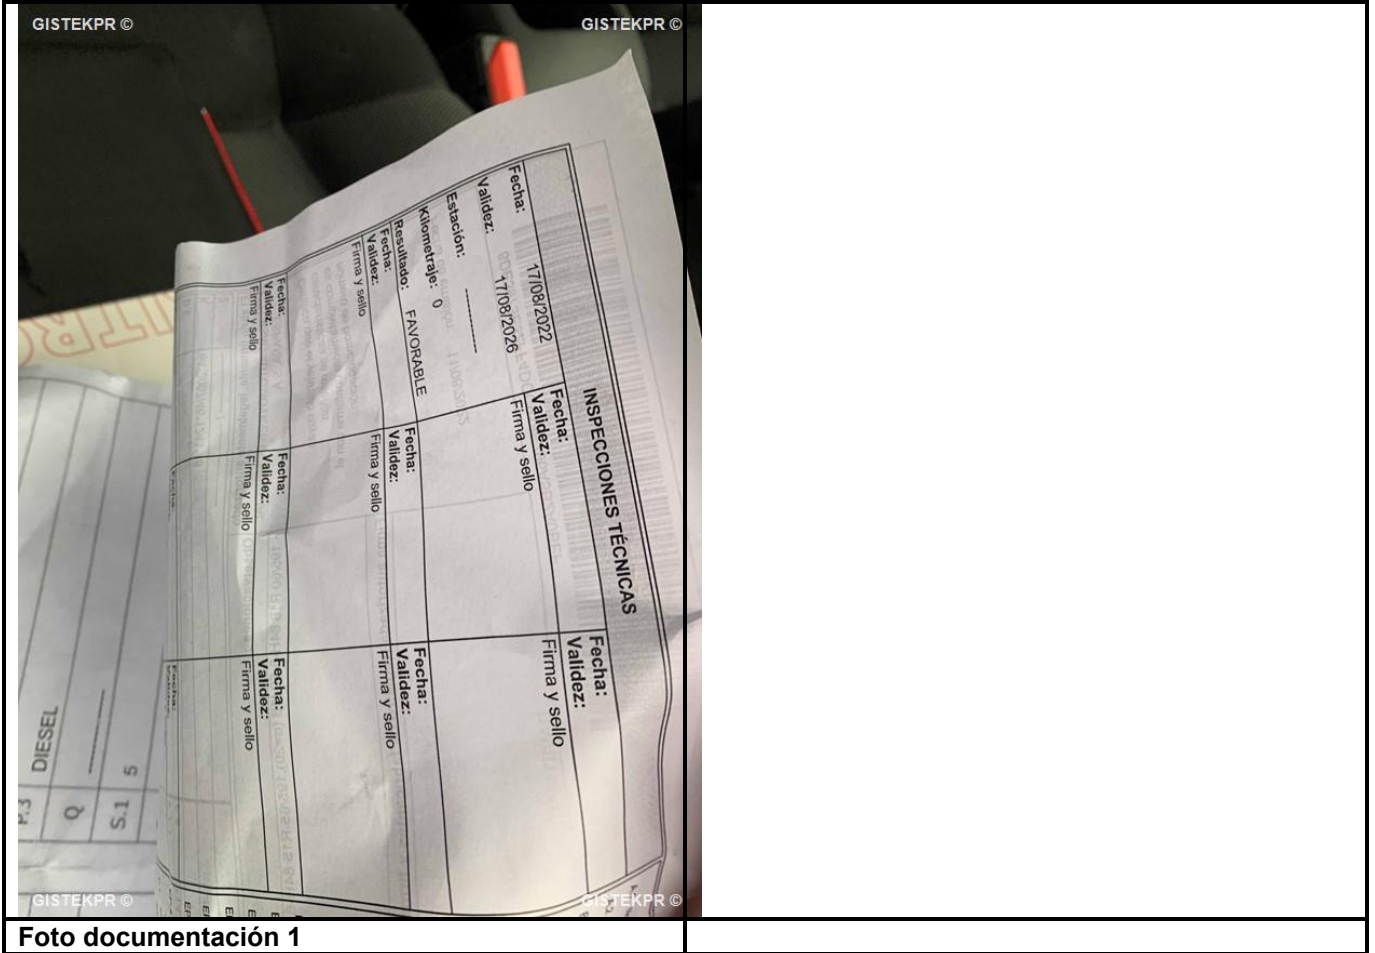 GISTEKPR ©
GISTEKPR ©
INSPECCIONES TÉCNICAS
Fecha: 17/08/2022
Validez: 17/08/2026
Estación: ------------
Kilometraje: 0
Resultado: FAVORABLE
Fecha:
Validez:
Firma y sello
Fecha:
Validez:
Firma y sello
Fecha:
Validez:
Firma y sello
Fecha:
Validez:
Firma y sello
Fecha:
Validez:
Firma y sello
Fecha:
Validez:
Firma y sello
Fecha:
Validez:
Firma y sello
Fecha:
Validez:
Firma y sello
Fecha:
Fecha:
P.3 DIESEL
Q ------------
S.1 5
GISTEKPR ©
GISTEKPR ©
Foto documentación 1